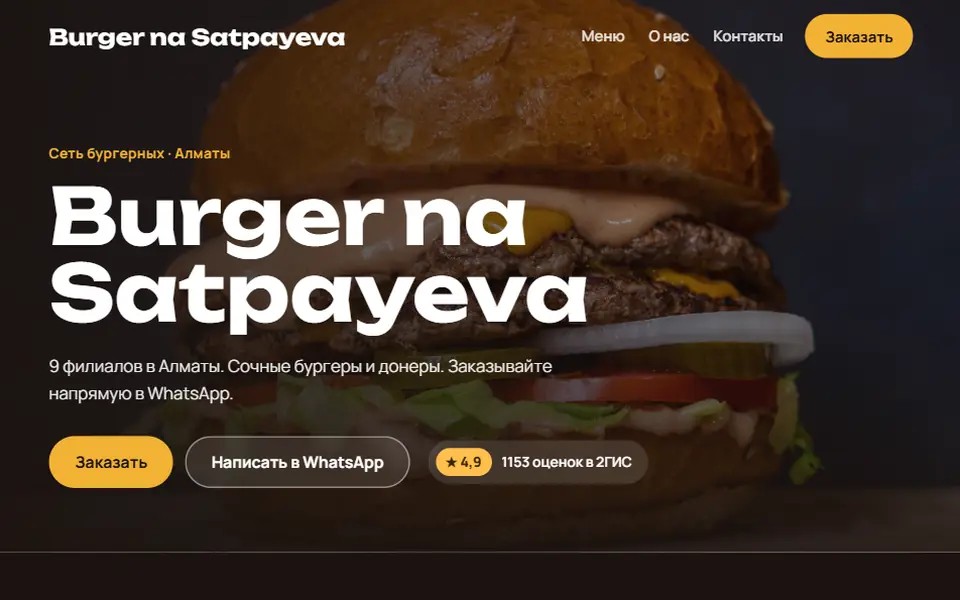 Burger na Satpayeva
Меню
О нас
Контакты
Заказать
Сеть бургерных · Алматы
Burger na
Satpayeva
9 филиалов в Алматы. Сочные бургеры и донеры. Заказывайте
напрямую в WhatsApp.
Заказать
Написать в WhatsApp
★ 4,9
1153 оценок в 2ГИС